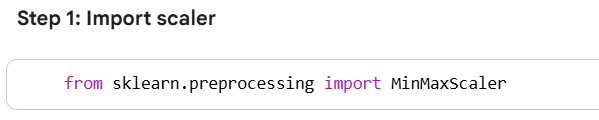 Step 1: Import scaler
from sklearn.preprocessing import MinMaxScaler